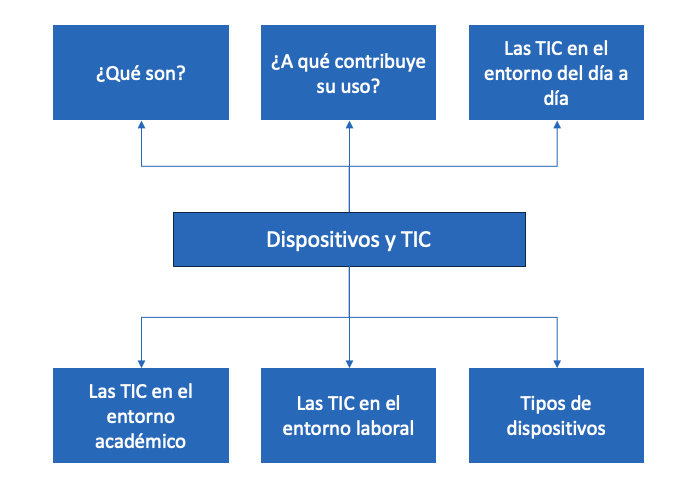 ¿Qué son?
¿A qué contribuye
su uso?
Las TIC en el
entorno del día a
día
Dispositivos y TIC
Las TIC en el
entorno
académico
Las TIC en el
entorno laboral
Tipos de
dispositivos